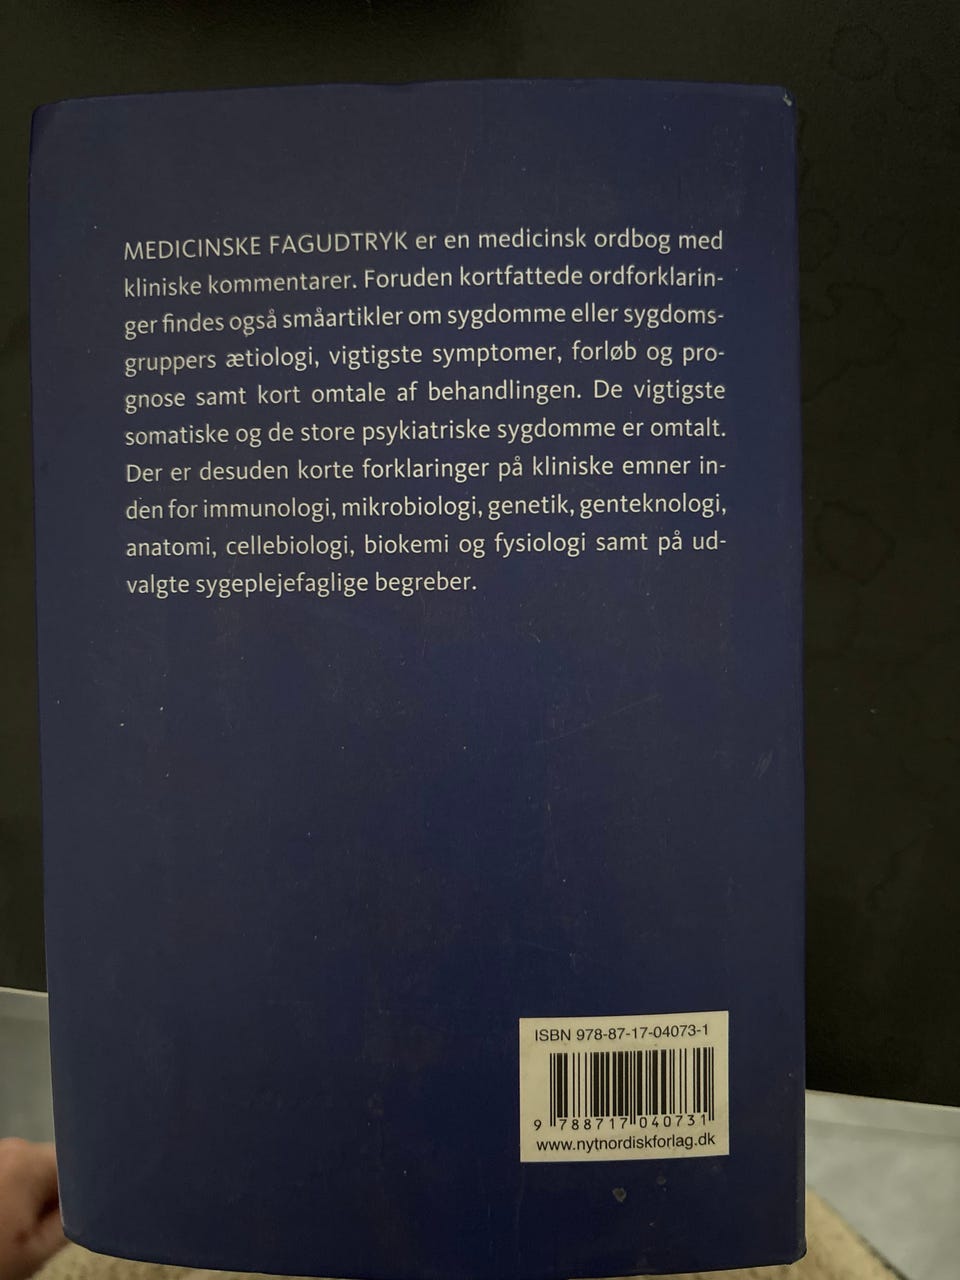 MEDICINSKE FAGUDTRYK er en medicinsk ordbog med
kliniske kommentarer. Foruden kortfattede ordforklarin-
ger findes også småartikler om sygdomme eller sygdoms-
gruppers ætiologi, vigtigste symptomer, forløb og pro-
gnose samt kort omtale af behandlingen. De vigtigste
somatiske og de store psykiatriske sygdomme er omtalt.
Der er desuden korte forklaringer på kliniske emner in-
den for immunologi, mikrobiologi, genetik, genteknologi,
anatomi, cellebiologi, biokemi og fysiologi samt på ud-
valgte sygeplejefaglige begreber.
ISBN 978-87-17-04073-1
9 788717 040731
www.nytnordiskforlag.dk